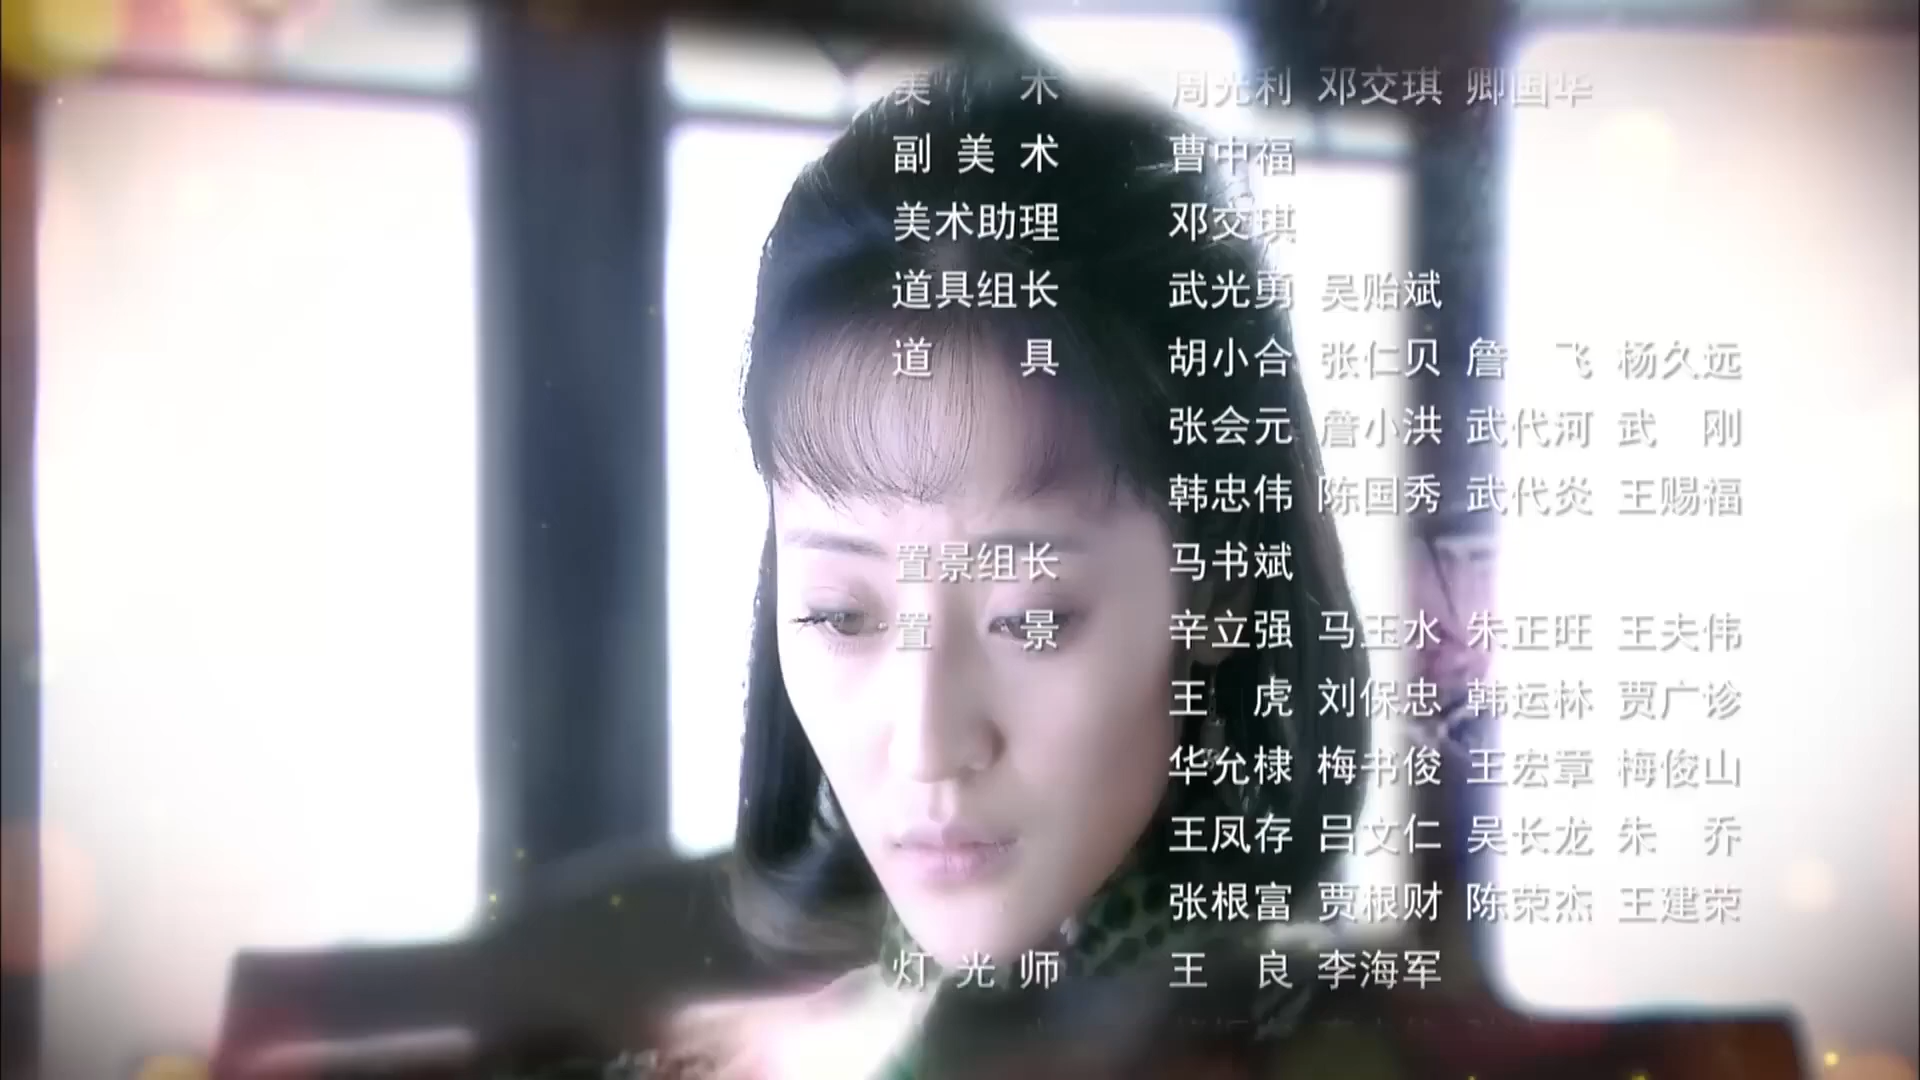 美 术 周光利 邓交琪 卿国华
副 美 术 曹中福
美术助理 邓交琪
道具组长 武光勇 吴贻斌
道 具 胡小合 张仁贝 詹 飞 杨久远
张会元 詹小洪 武代河 武 刚
韩忠伟 陈国秀 武代炎 王赐福
置景组长 马书斌
置 景 辛立强 马玉水 朱正旺 王夫伟
王 虎 刘保忠 韩运林 贾广诊
华允棣 梅书俊 王宏章 梅俊山
王凤存 吕文仁 吴长龙 朱 乔
张根富 贾根财 陈荣杰 王建荣
灯 光 师 王 良 李海军